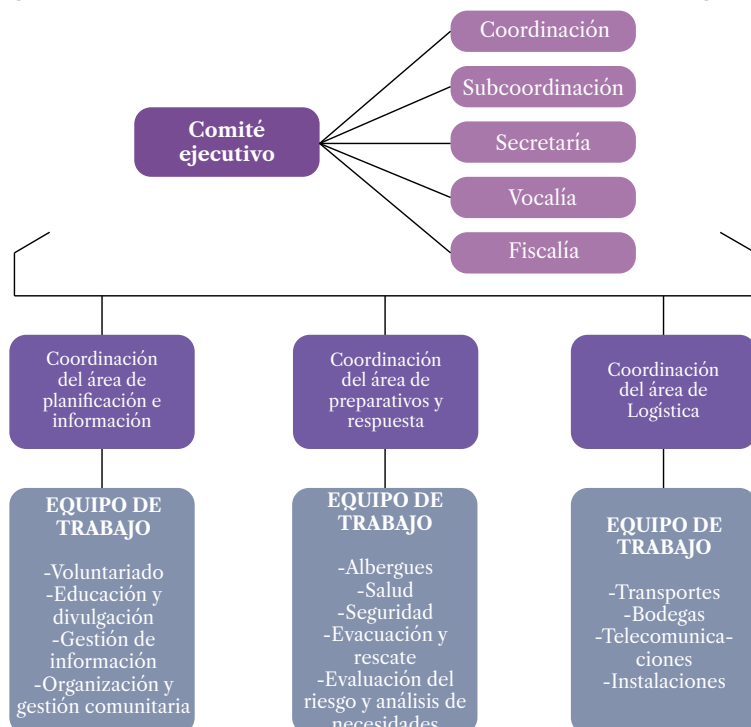 Coordinación
Subcoordinación
Comité
ejecutivo
Secretaría
Vocalía
Fiscalía
Coordinación
del área de
planificación e
información
Coordinación
del área de
preparativos y
respuesta
Coordinación
del área de
Logística
EQUIPO DE
TRABAJO
-Voluntariado
-Educación y
divulgación
-Gestión de
información
-Organización y
gestión comunitaria
EQUIPO DE
TRABAJO
-Albergues
-Salud
-Seguridad
-Evacuación y
rescate
-Evaluación del
riesgo y análisis de
necesidades
EQUIPO DE
TRABAJO
-Transportes
-Bodegas
-Telecomunica-
ciones
-Instalaciones